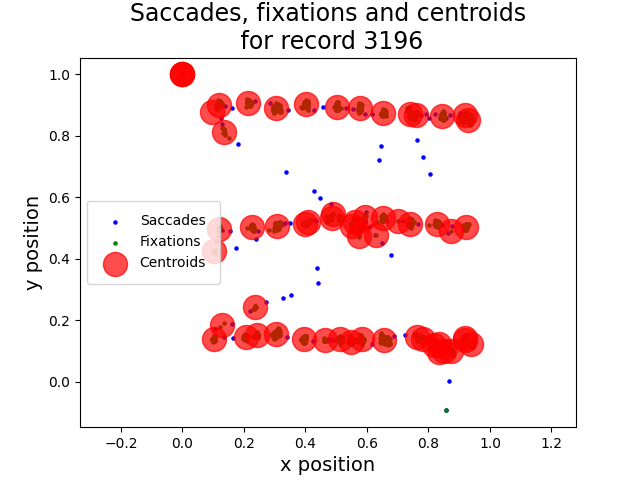 Saccades, fixations and centroids
for record 3196
y position
1.0
0.8
0.6
0.4
0.2
0.0
Saccades
Fixations
Centroids
−0.2
0.0
0.2
0.4
0.6
0.8
1.0
1.2
x position